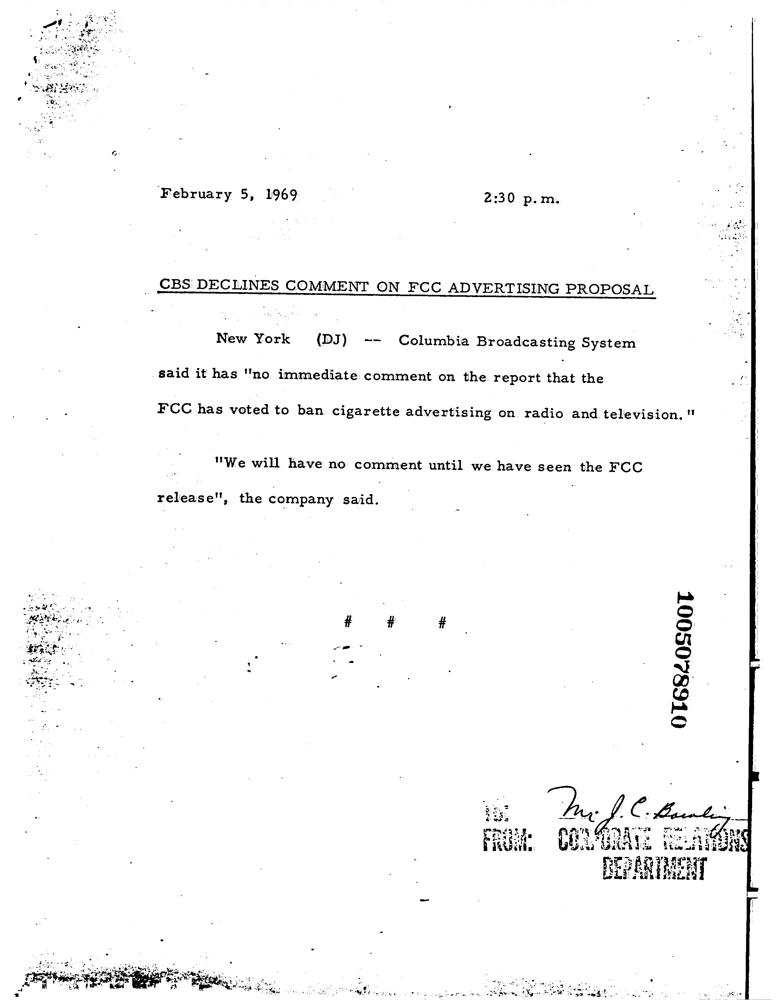 February 5, 1969 2:30 p.m.
CBS DECLINES COMMENT ON FCC ADVERTISING PROPOSAL
New York (DJ) -- Columbia Broadcasting System
said it has "no immediate comment on the report that the
FCC has voted to ban cigarette advertising on radio and television."
"We will have no comment until we have seen the FCC
release", the company said.
# # #
1005078910
TO: Mr. J. C. Bowling
FROM: CORPORATE RELATIONS
DEPARTMENT